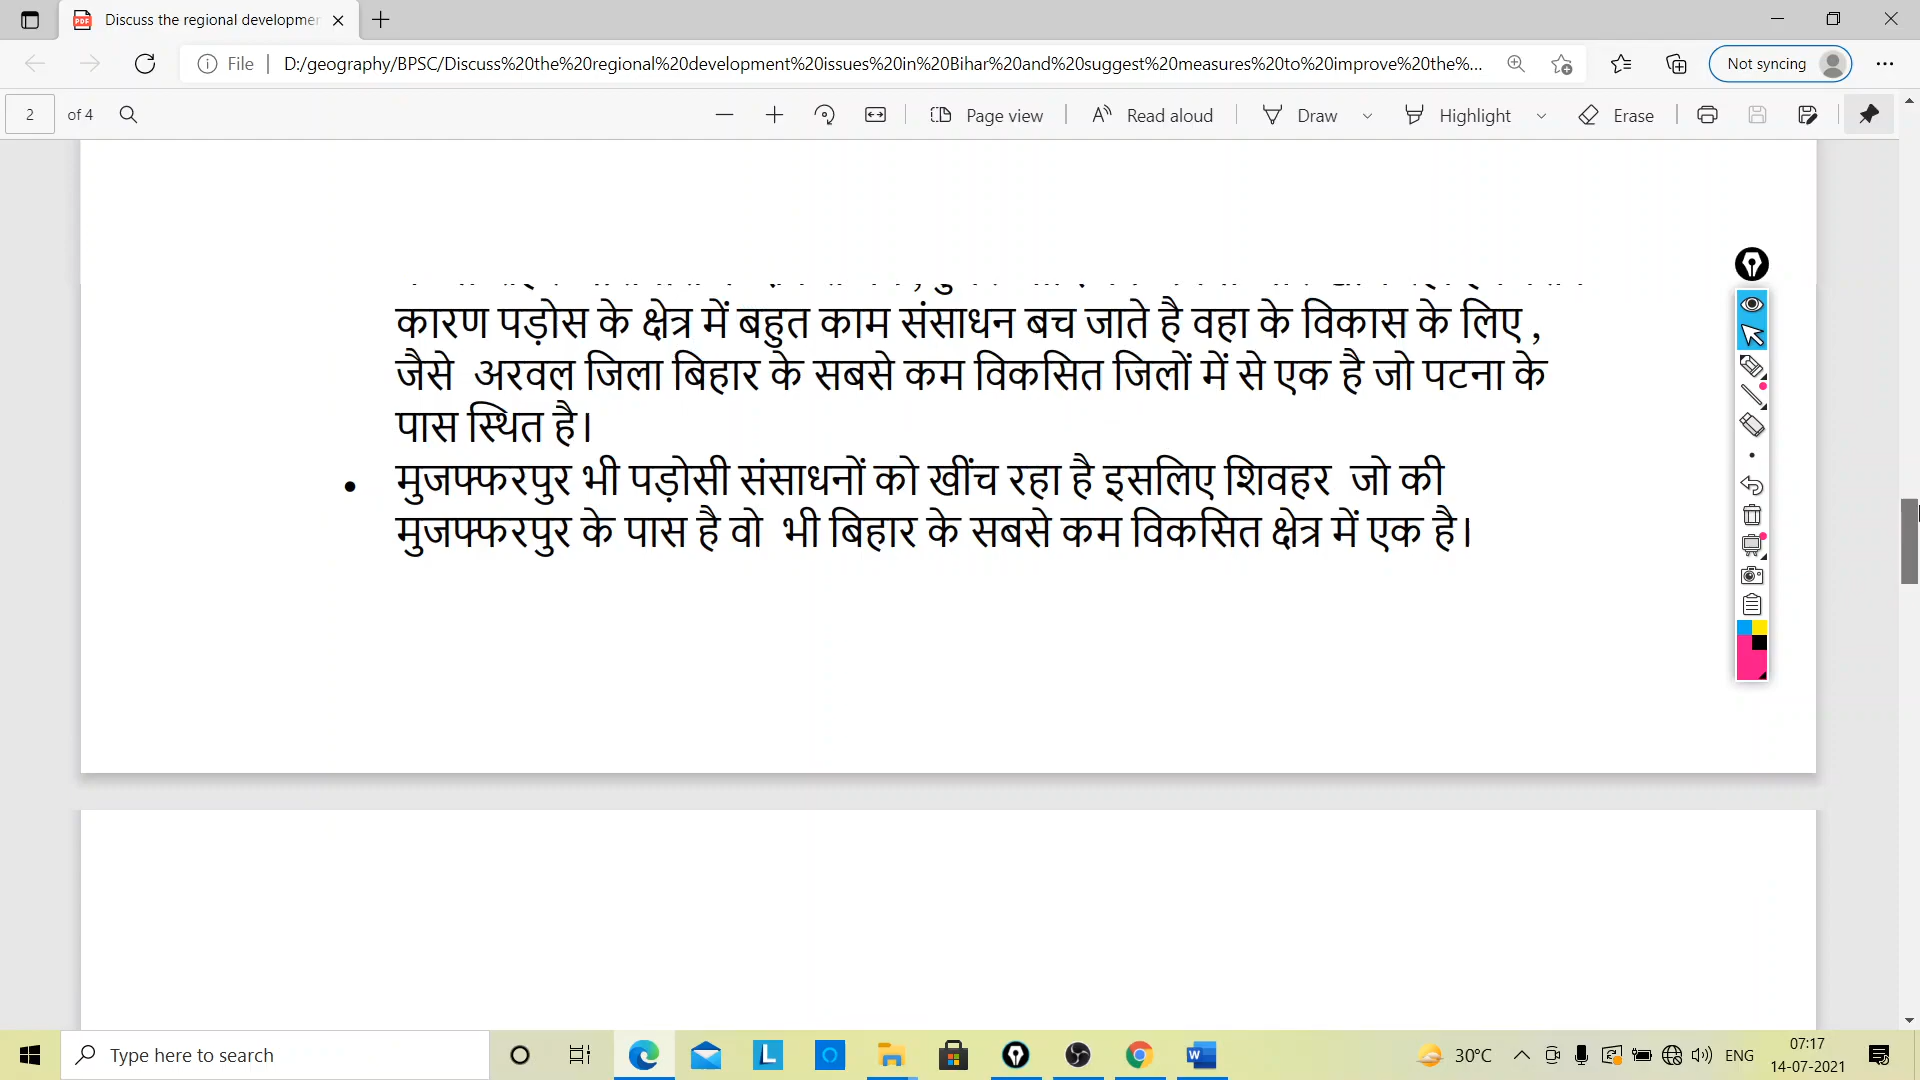 Discuss the regional developme
File
D:/geography/BPSC/Discuss%20the%20regional%20development%20issues%20in%20Bihar%20and%20suggest%20measures%20to%20improve%20the%...
Not syncing
2 of 4
Page view
Read aloud
Draw
Highlight
Erase
कारण पड़ोस के क्षेत्र में बहुत काम संसाधन बच जाते है वहा के विकास के लिए ,
जैसे अरवल जिला बिहार के सबसे कम विकसित जिलों में से एक है जो पटना के
पास स्थित है।
• मुजफ्फरपुर भी पड़ोसी संसाधनों को खींच रहा है इसलिए शिवहर जो की
मुजफ्फरपुर के पास है वो भी बिहार के सबसे कम विकसित क्षेत्र में एक है।
Type here to search
30°C
ENG
07:17
14-07-2021